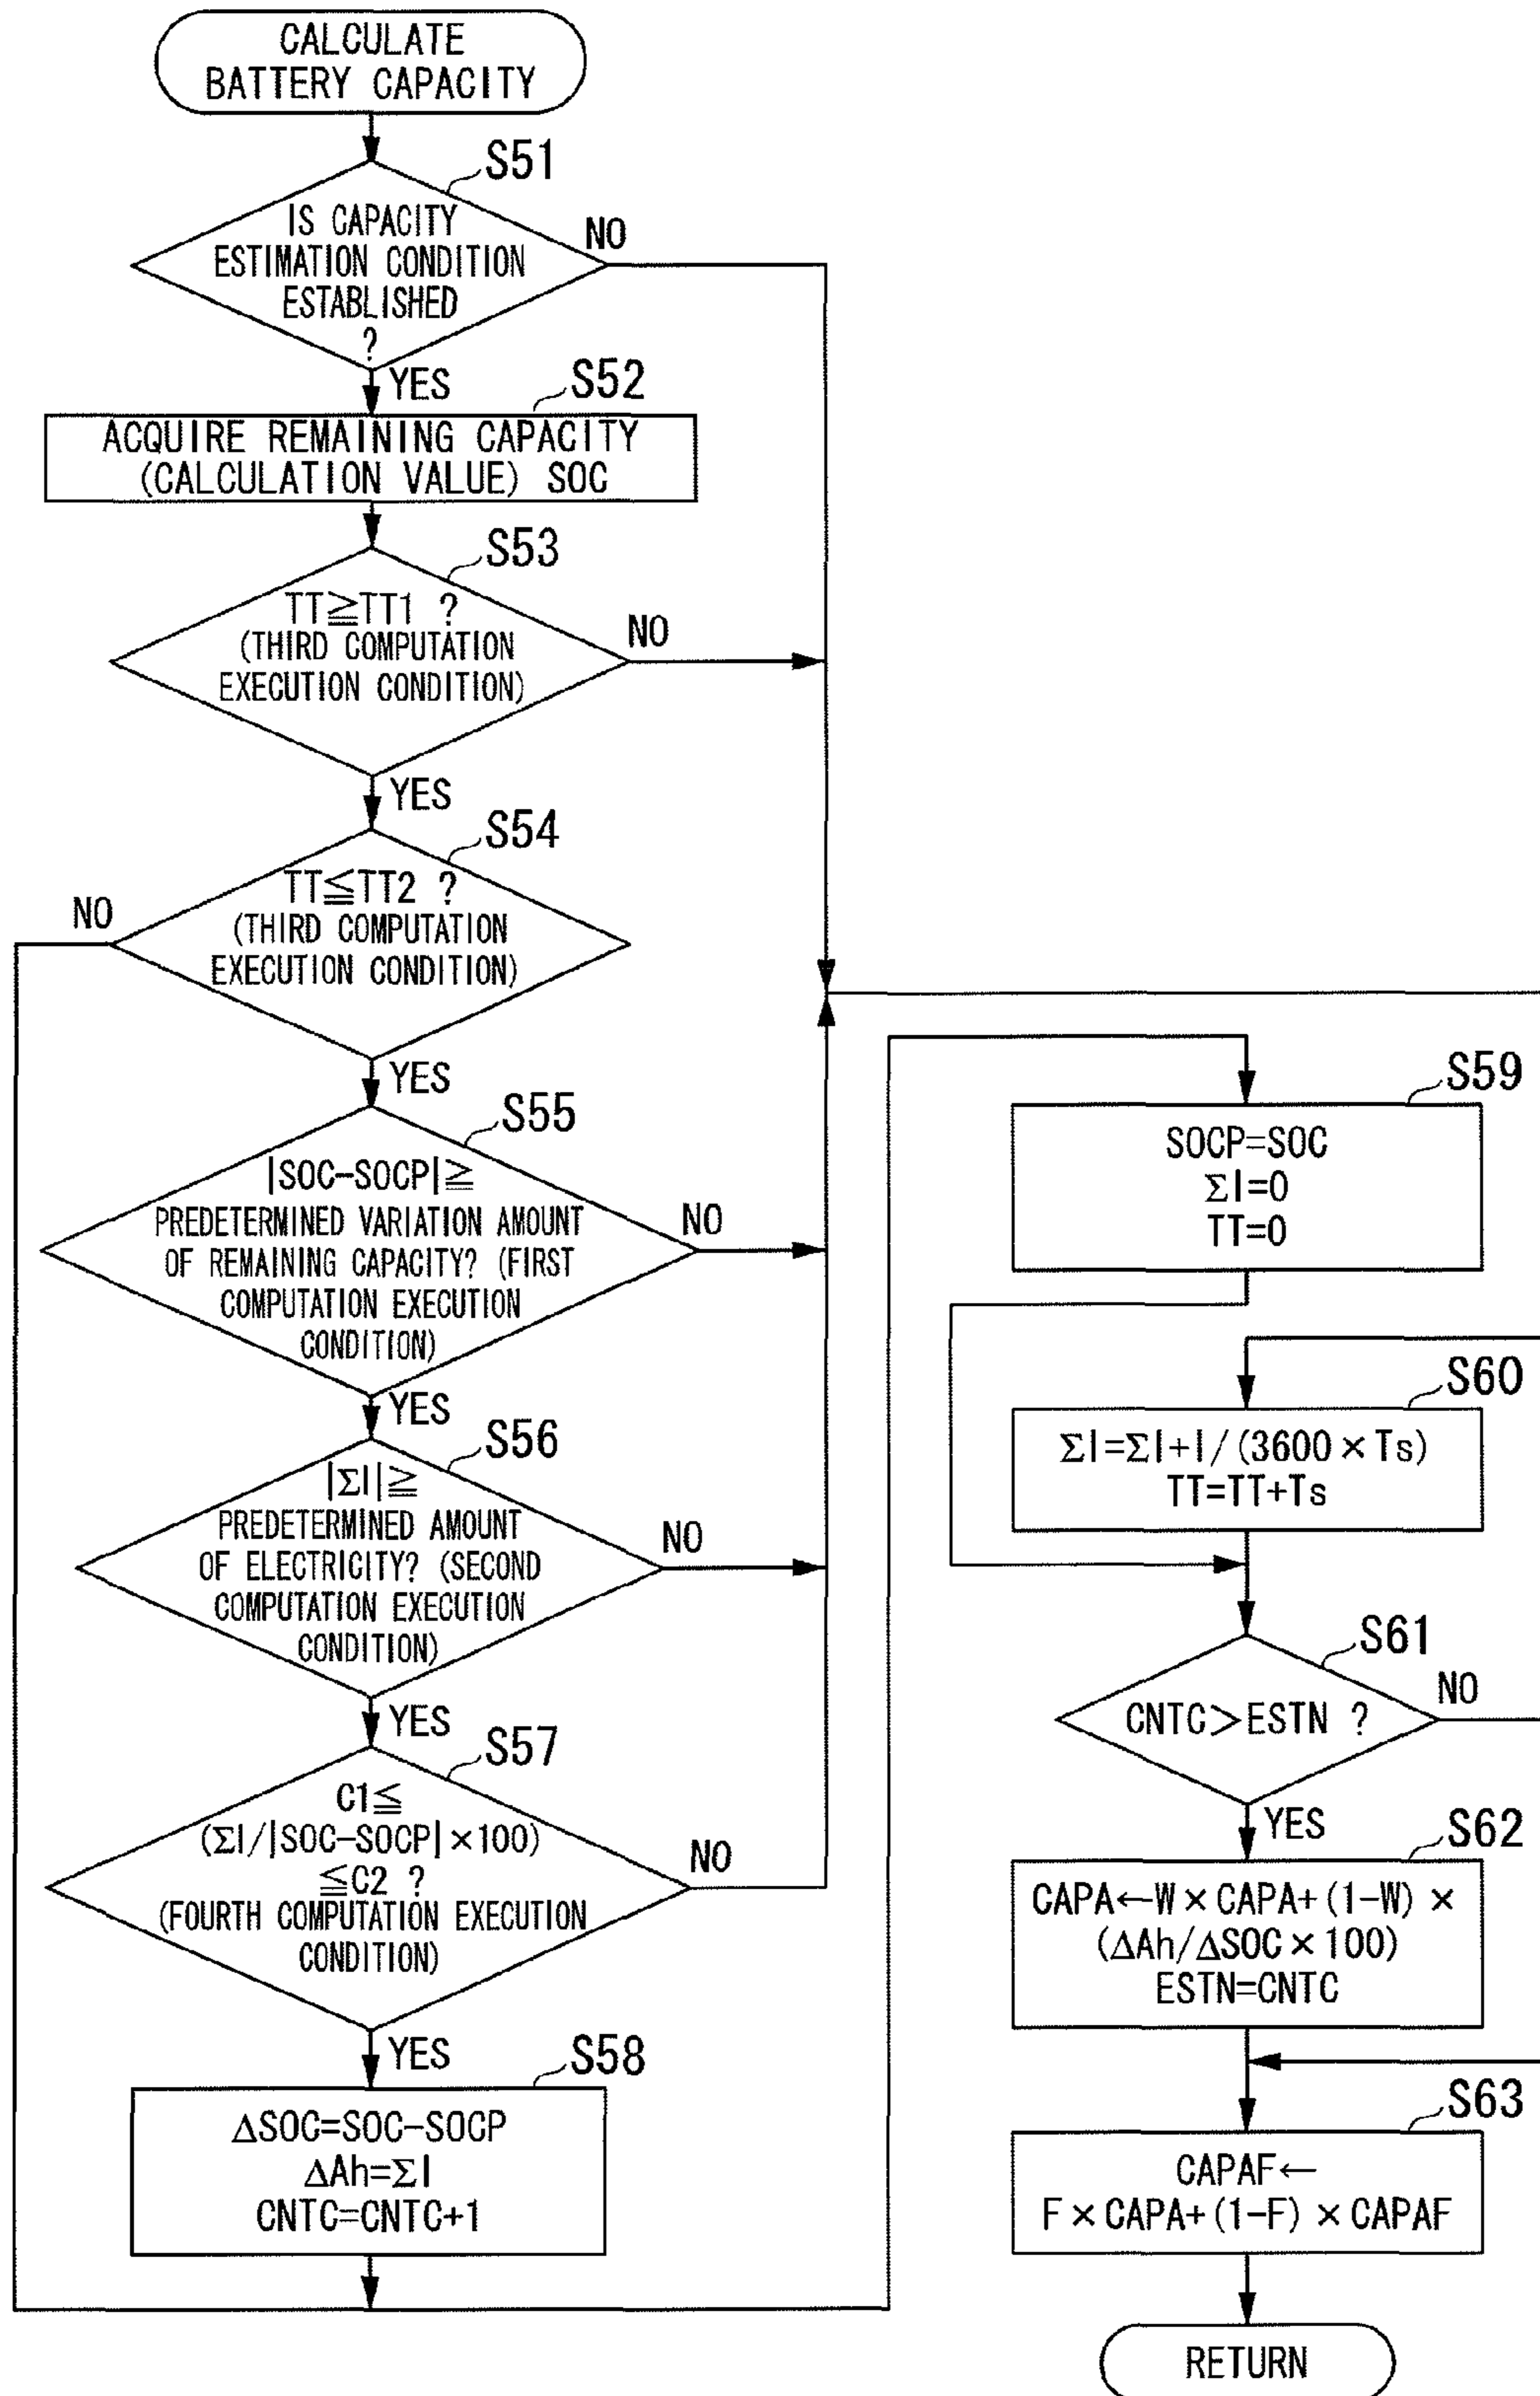 CALCULATE
BATTERY CAPACITY
S51
IS CAPACITY
ESTIMATION CONDITION
ESTABLISHED
?
NO
YES
S52
ACQUIRE REMAINING CAPACITY
(CALCULATION VALUE) SOC
S53
TT≧TT1 ?
(THIRD COMPUTATION
EXECUTION CONDITION)
NO
YES
S54
TT≦TT2 ?
(THIRD COMPUTATION
EXECUTION CONDITION)
NO
YES
S55
|SOC-SOCP|≧
PREDETERMINED VARIATION AMOUNT
OF REMAINING CAPACITY? (FIRST
COMPUTATION EXECUTION
CONDITION)
NO
YES
S56
|ΣI|≧
PREDETERMINED AMOUNT
OF ELECTRICITY? (SECOND
COMPUTATION EXECUTION
CONDITION)
NO
YES
S57
C1≦
(ΣI/|SOC-SOCP|×100)
≦C2 ?
(FOURTH COMPUTATION EXECUTION
CONDITION)
NO
YES
S58
ΔSOC=SOC-SOCP
ΔAh=ΣI
CNTC=CNTC+1
S59
SOCP=SOC
ΣI=0
TT=0
S60
ΣI=ΣI+I/(3600×Ts)
TT=TT+Ts
S61
CNTC>ESTN ?
NO
YES
S62
CAPA←W×CAPA+(1-W)×
(ΔAh/ΔSOC×100)
ESTN=CNTC
S63
CAPAF←
F×CAPA+(1-F)×CAPAF
RETURN